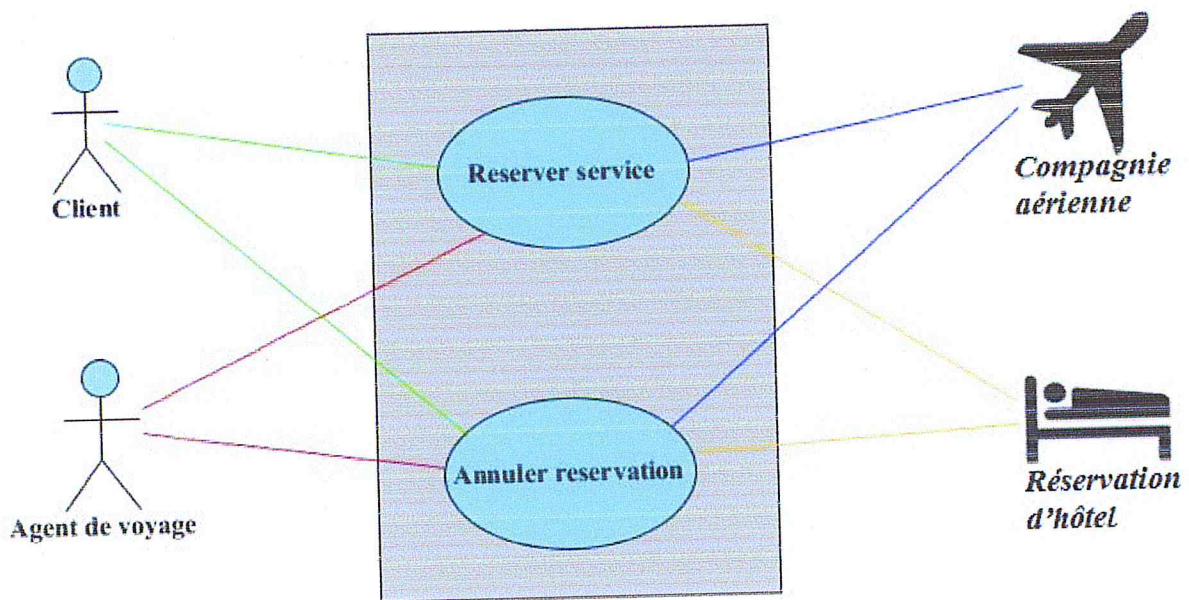 Client
Reserver service
Compagnie
aérienne
Agent de voyage
Annuler reservation
Réservation
d'hôtel